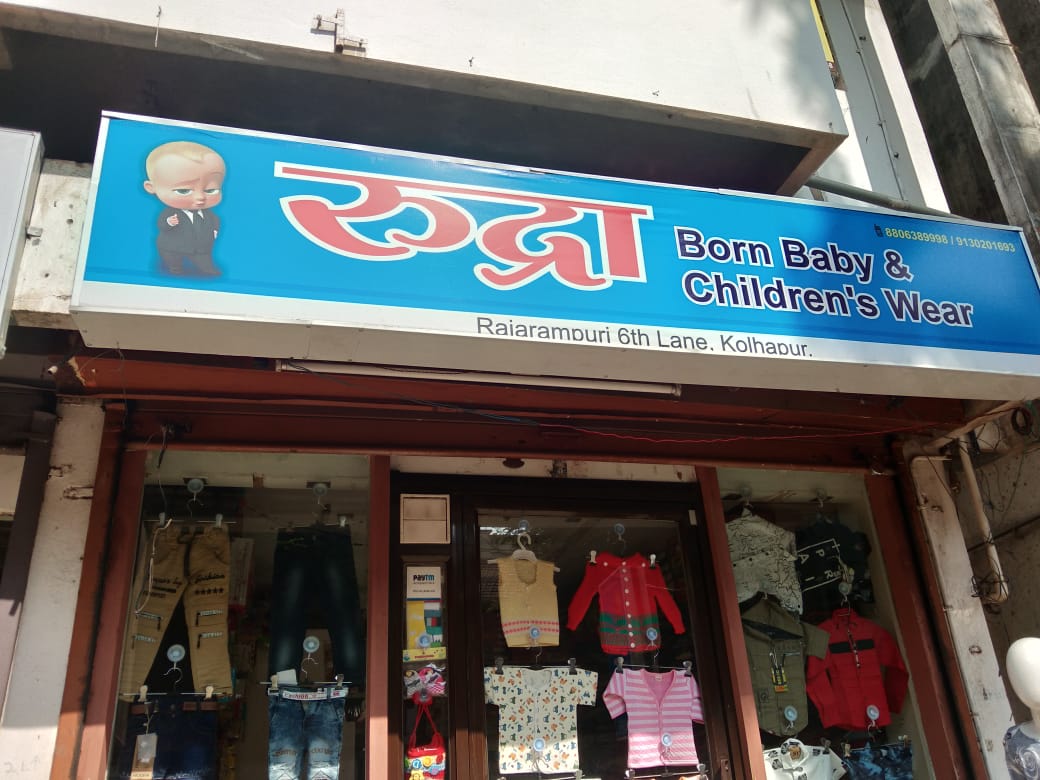 रुद्रा
Born Baby &
Children's Wear
8806389998 / 9130201693
Rajarampuri 6th Lane, Kolhapur.
PAYTM